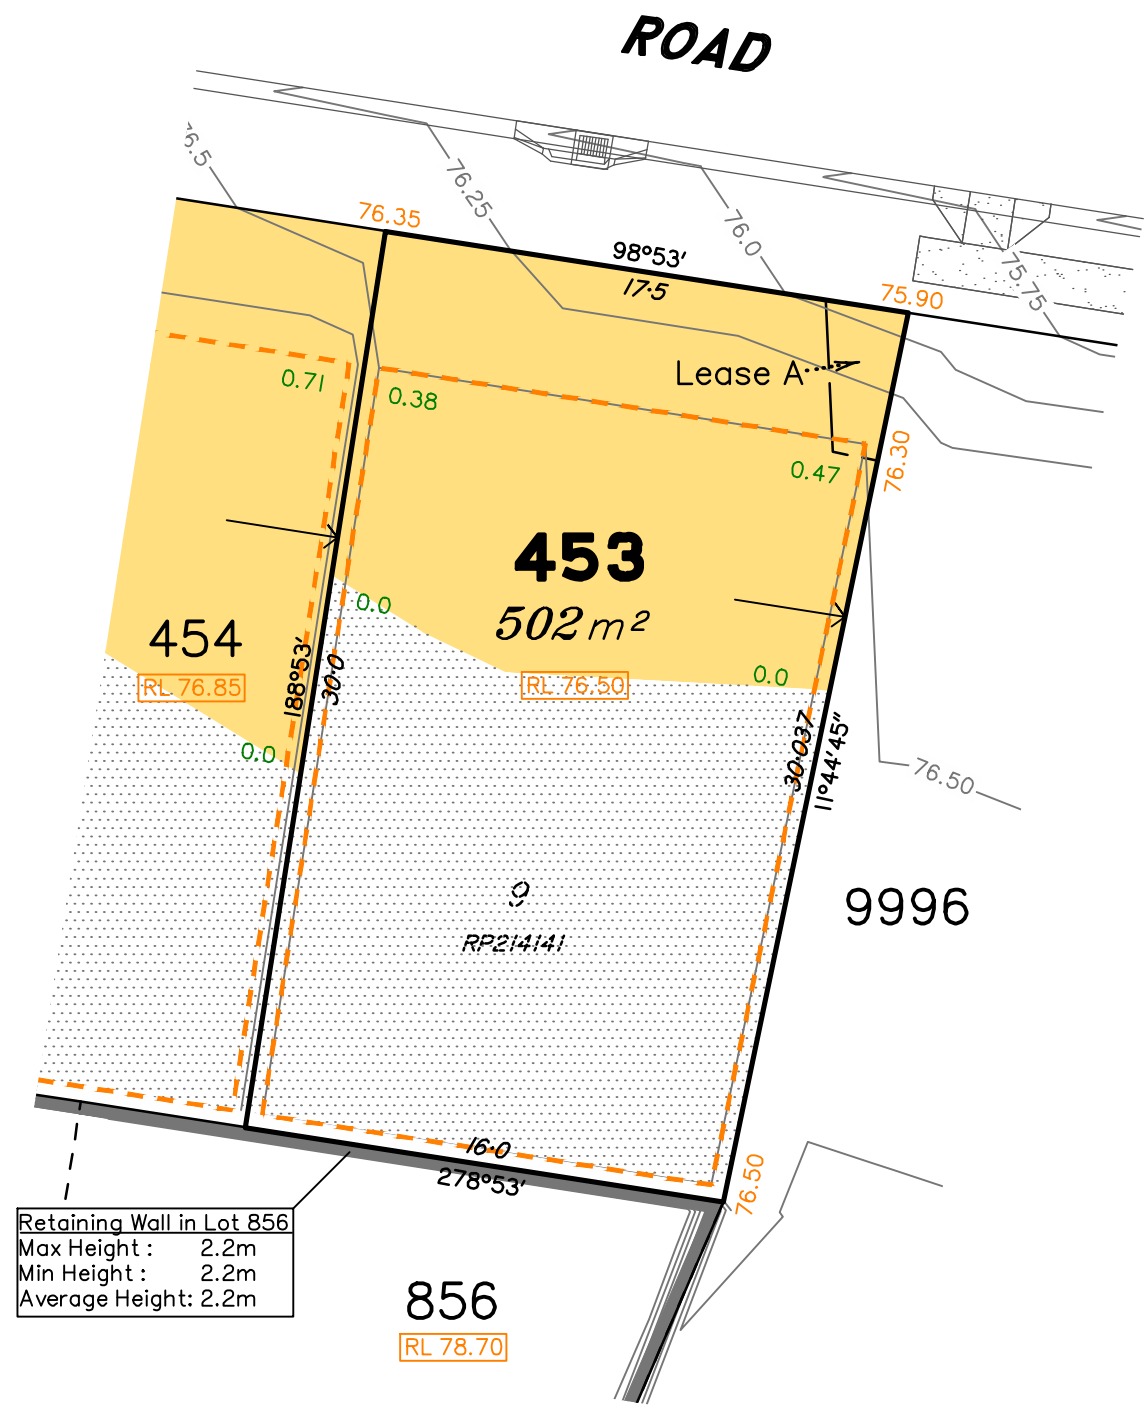 ROAD
76.5
76.25
76.0
75.75
76.35
98°53'
17·5
75.90
Lease A
0.71
0.38
0.47
76.30
453
502 m²
0.0
0.0
454
RL 76.85
RL 76.50
188°53'
30·0
0.0
30·037
11°44'45"
76.50
9
RP214141
9996
16·0
278°53'
76.50
Retaining Wall in Lot 856
Max Height : 2.2m
Min Height : 2.2m
Average Height: 2.2m
856
RL 78.70